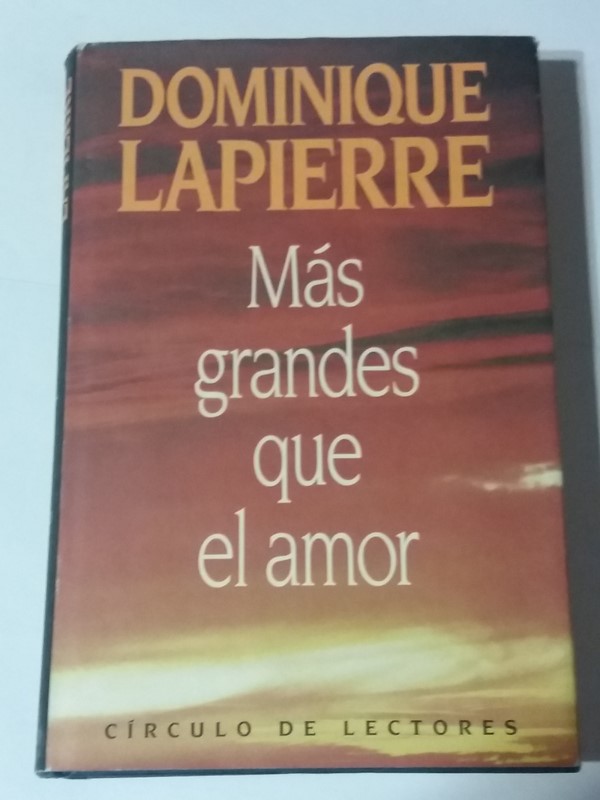 DOMINIQUE
LAPIERRE
Más
grandes
que
el amor
CÍRCULO DE LECTORES